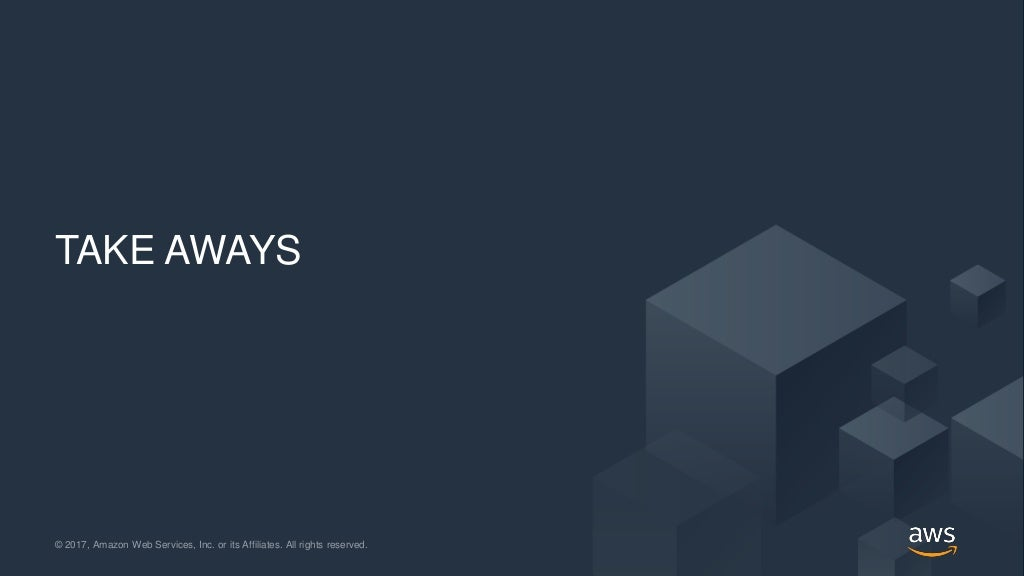 TAKE AWAYS
© 2017, Amazon Web Services, Inc. or its Affiliates. All rights reserved.
aws